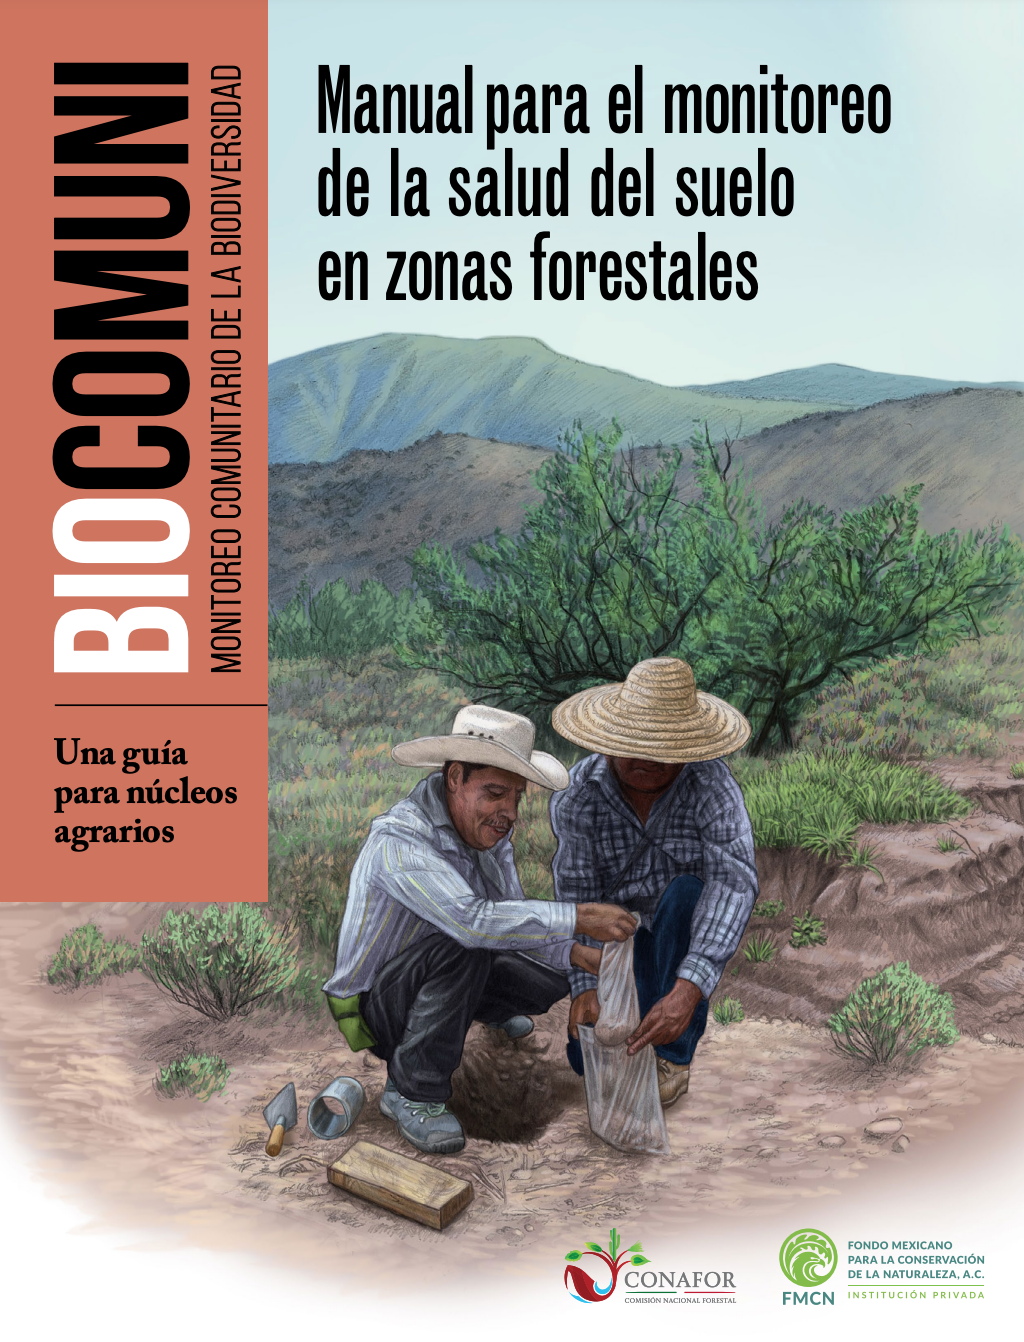 BIOCOMUNI
MONITOREO COMUNITARIO DE LA BIODIVERSIDAD
Una guía
para núcleos
agrarios
Manual para el monitoreo
de la salud del suelo
en zonas forestales
CONAFOR
COMISIÓN NACIONAL FORESTAL
FMCN
FONDO MEXICANO
PARA LA CONSERVACIÓN
DE LA NATURALEZA, A.C.
INSTITUCIÓN PRIVADA